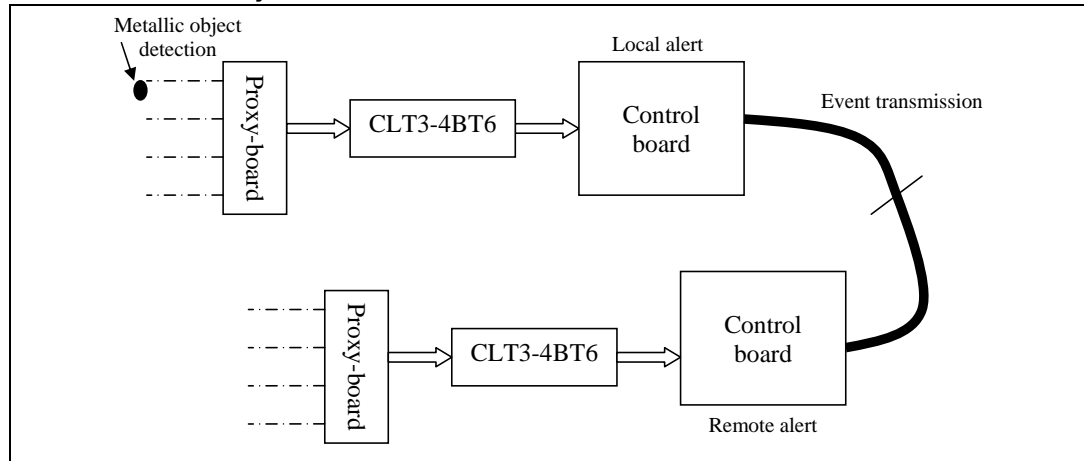 Metallic object
detection
Proxy-board
CLT3-4BT6
Local alert
Control
board
Event transmission
Proxy-board
CLT3-4BT6
Control
board
Remote alert